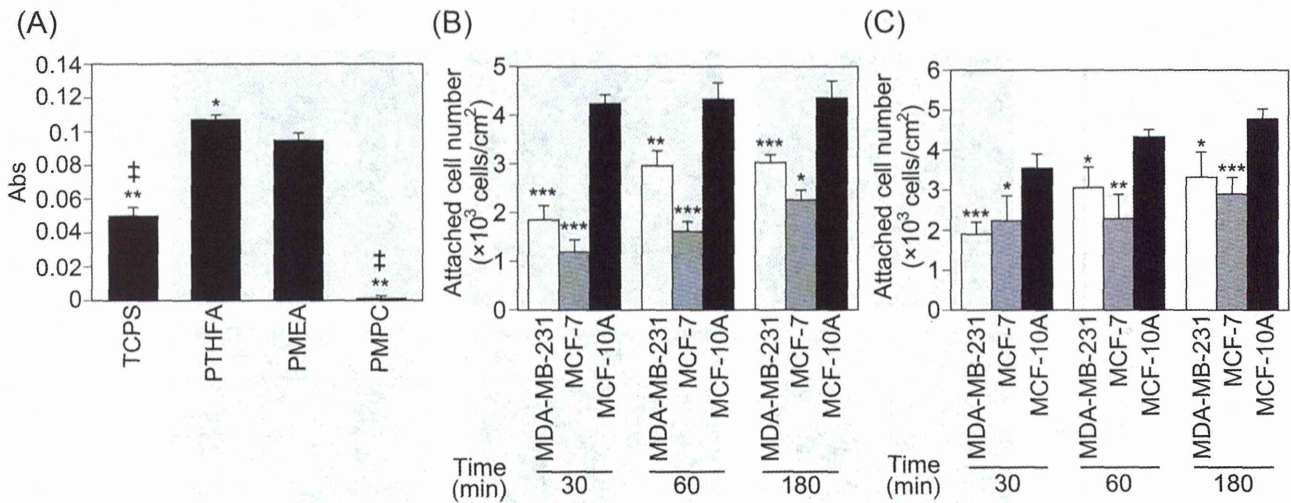 (A)
0.14
0.12
0.1
0.08
0.06
0.04
0.02
0
Abs
‡
**
*
‡
**
TCPS
PTHFA
PMEA
PMPC
(B)
5
4
3
2
1
0
Attached cell number
(×10³ cells/cm²)
***
***
**
***
***
*
MDA-MB-231
MCF-7
MCF-10A
MDA-MB-231
MCF-7
MCF-10A
MDA-MB-231
MCF-7
MCF-10A
Time
(min)
30
60
180
(C)
6
5
4
3
2
1
0
Attached cell number
(×10³ cells/cm²)
***
*
*
**
*
***
MDA-MB-231
MCF-7
MCF-10A
MDA-MB-231
MCF-7
MCF-10A
MDA-MB-231
MCF-7
MCF-10A
Time
(min)
30
60
180